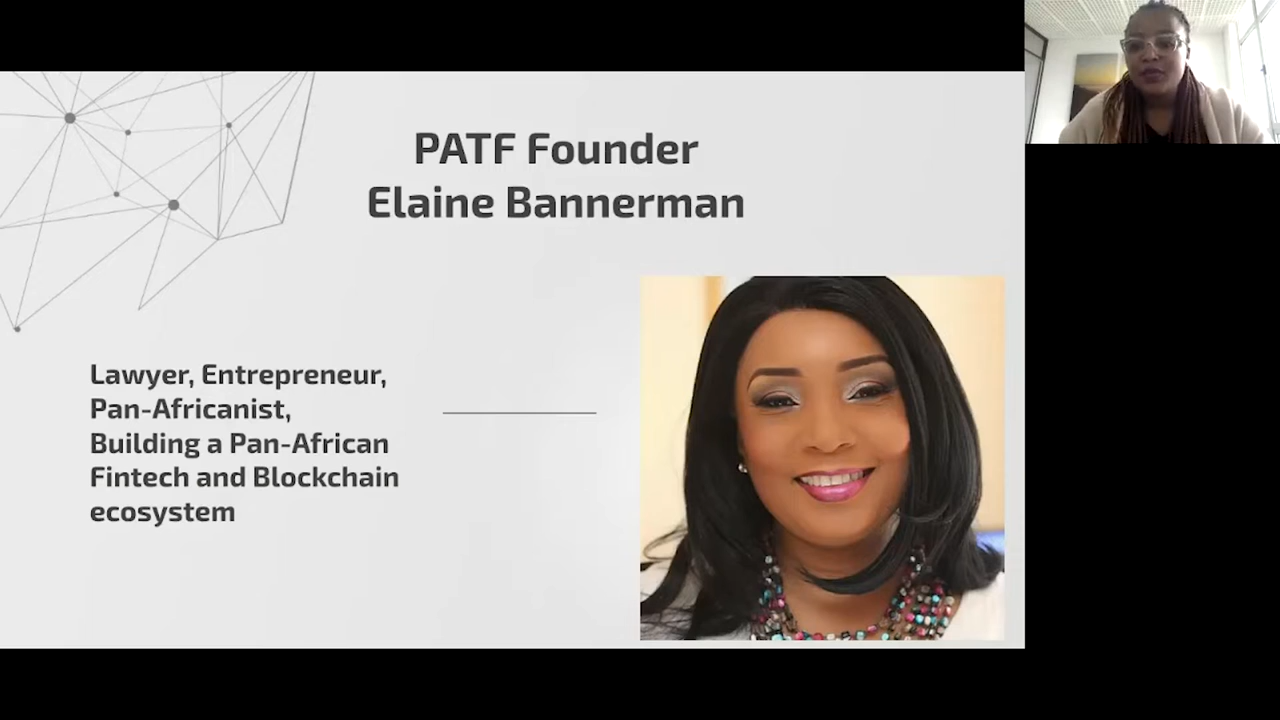 PATF Founder
Elaine Bannerman
Lawyer, Entrepreneur,
Pan-Africanist,
Building a Pan-African
Fintech and Blockchain
ecosystem